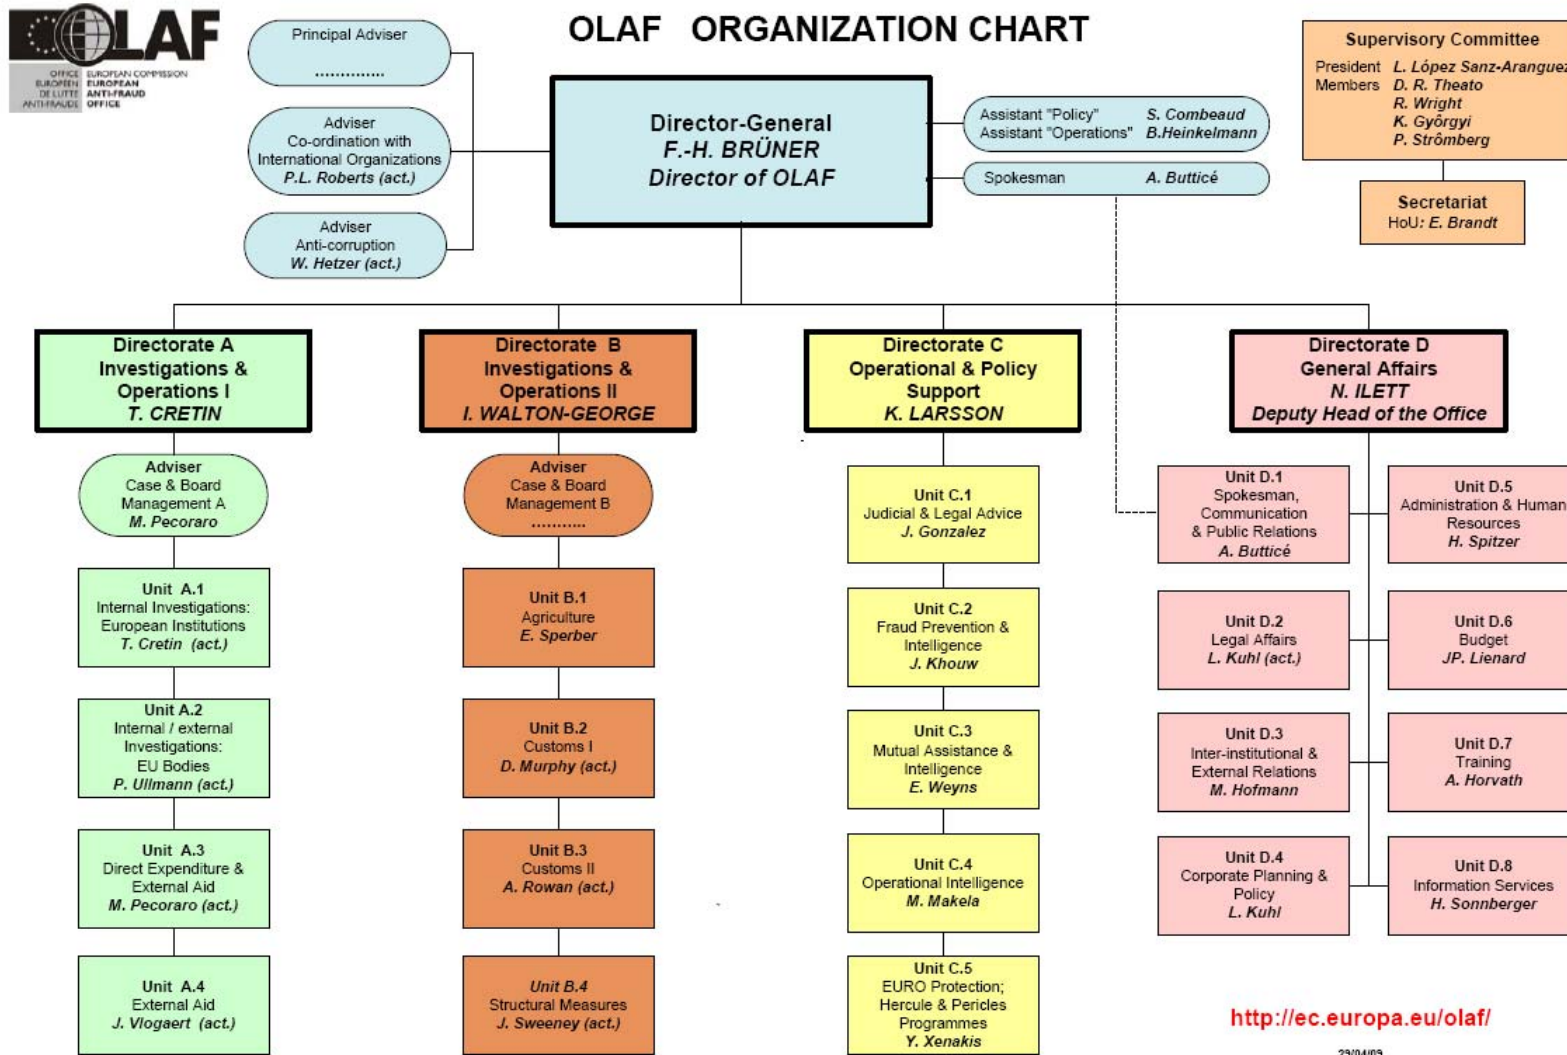 OLAF
OFFICE
EUROPÉEN
DE LUTTE
ANTI-FRAUDE
EUROPEAN COMMISSION
EUROPEAN
ANTI-FRAUD
OFFICE
OLAF ORGANIZATION CHART
Principal Adviser
..............
Adviser
Co-ordination with
International Organizations
P.L. Roberts (act.)
Adviser
Anti-corruption
W. Hetzer (act.)
Director-General
F.-H. BRÜNER
Director of OLAF
Assistant "Policy" S. Combeaud
Assistant "Operations" B.Heinkelmann
Spokesman A. Butticé
Supervisory Committee
President L. López Sanz-Aranguez
Members D. R. Theato
R. Wright
K. Györgyi
P. Strômberg
Secretariat
HoU: E. Brandt
Directorate A
Investigations &
Operations I
T. CRETIN
Adviser
Case & Board
Management A
M. Pecoraro
Unit A.1
Internal Investigations:
European Institutions
T. Cretin (act.)
Unit A.2
Internal / external
Investigations:
EU Bodies
P. Ullmann (act.)
Unit A.3
Direct Expenditure &
External Aid
M. Pecoraro (act.)
Unit A.4
External Aid
J. Vlogaert (act.)
Directorate B
Investigations &
Operations II
I. WALTON-GEORGE
Adviser
Case & Board
Management B
...........
Unit B.1
Agriculture
E. Sperber
Unit B.2
Customs I
D. Murphy (act.)
Unit B.3
Customs II
A. Rowan (act.)
Unit B.4
Structural Measures
J. Sweeney (act.)
Directorate C
Operational & Policy
Support
K. LARSSON
Unit C.1
Judicial & Legal Advice
J. Gonzalez
Unit C.2
Fraud Prevention &
Intelligence
J. Khouw
Unit C.3
Mutual Assistance &
Intelligence
E. Weyns
Unit C.4
Operational Intelligence
M. Makela
Unit C.5
EURO Protection;
Hercule & Pericles
Programmes
Y. Xenakis
Directorate D
General Affairs
N. ILETT
Deputy Head of the Office
Unit D.1
Spokesman,
Communication
& Public Relations
A. Butticé
Unit D.2
Legal Affairs
L. Kuhl (act.)
Unit D.3
Inter-institutional &
External Relations
M. Hofmann
Unit D.4
Corporate Planning &
Policy
L. Kuhl
Unit D.5
Administration & Human
Resources
H. Spitzer
Unit D.6
Budget
JP. Lienard
Unit D.7
Training
A. Horvath
Unit D.8
Information Services
H. Sonnberger
http://ec.europa.eu/olaf/
29/04/09